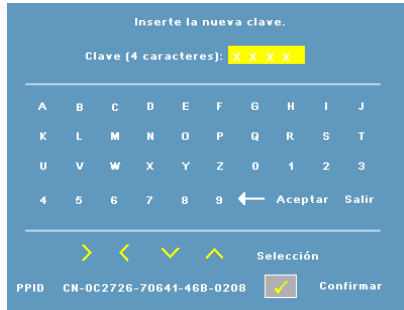 Inserte la nueva clave.
Clave (4 caracteres): x x x x
A B C D E F G H I J
K L M N O P Q R S T
U V W X Y Z 0 1 2 3
4 5 6 7 8 9 ← Aceptar Salir
Selección
PPID CN-0C2726-70641-46B-0208 ✓ Confirmar